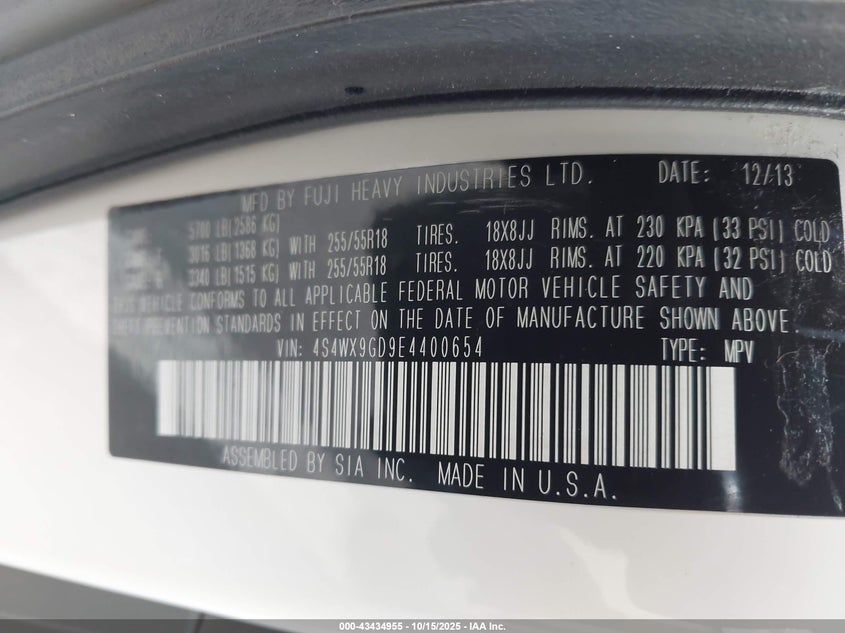 MFD BY FUJI HEAVY INDUSTRIES LTD. DATE: 12/13
5700 LB(2586 KG)
3016 LB(1368 KG) WITH 255/55R18 TIRES. 18X8JJ RIMS. AT 230 KPA (33 PSI) COLD
3340 LB(1515 KG) WITH 255/55R18 TIRES. 18X8JJ RIMS. AT 220 KPA (32 PSI) COLD
THIS VEHICLE CONFORMS TO ALL APPLICABLE FEDERAL MOTOR VEHICLE SAFETY AND
THEFT PREVENTION STANDARDS IN EFFECT ON THE DATE OF MANUFACTURE SHOWN ABOVE.
VIN: 4S4WX9GD9E4400654 TYPE: MPV
ASSEMBLED BY SIA INC. MADE IN U.S.A.
000-43434955 - 10/15/2025 - IAA Inc.